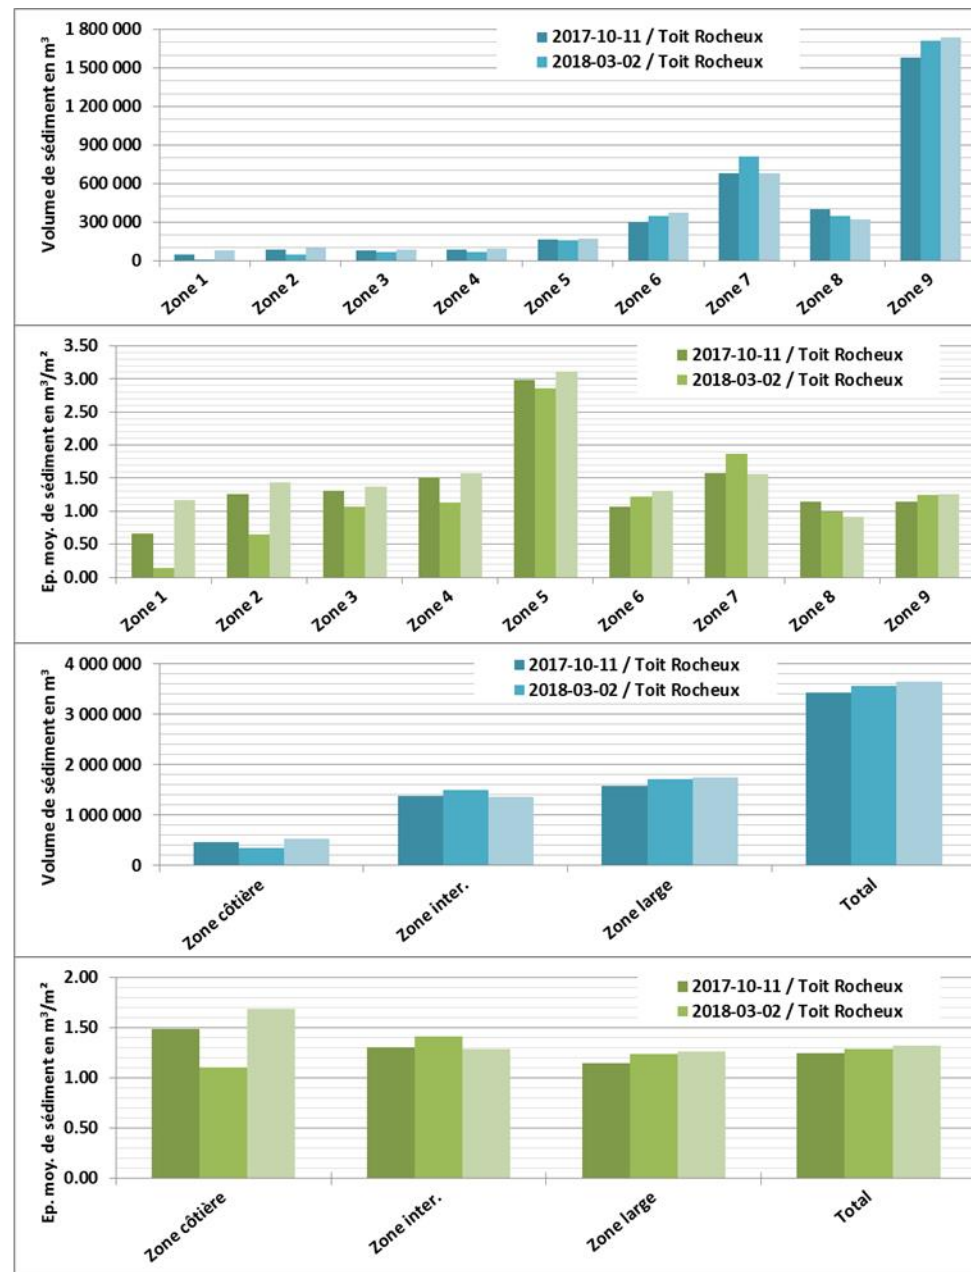 Volume de sédiment en m³
1 800 000
1 500 000
1 200 000
900 000
600 000
300 000
0
2017-10-11 / Toit Rocheux
2018-03-02 / Toit Rocheux
Zone 1
Zone 2
Zone 3
Zone 4
Zone 5
Zone 6
Zone 7
Zone 8
Zone 9
Ep. moy. de sédiment en m³/m²
3.50
3.00
2.50
2.00
1.50
1.00
0.50
0.00
2017-10-11 / Toit Rocheux
2018-03-02 / Toit Rocheux
Zone 1
Zone 2
Zone 3
Zone 4
Zone 5
Zone 6
Zone 7
Zone 8
Zone 9
Volume de sédiment en m³
4 000 000
3 000 000
2 000 000
1 000 000
0
2017-10-11 / Toit Rocheux
2018-03-02 / Toit Rocheux
Zone côtière
Zone inter.
Zone large
Total
Ep. moy. de sédiment en m³/m²
2.00
1.50
1.00
0.50
0.00
2017-10-11 / Toit Rocheux
2018-03-02 / Toit Rocheux
Zone côtière
Zone inter.
Zone large
Total